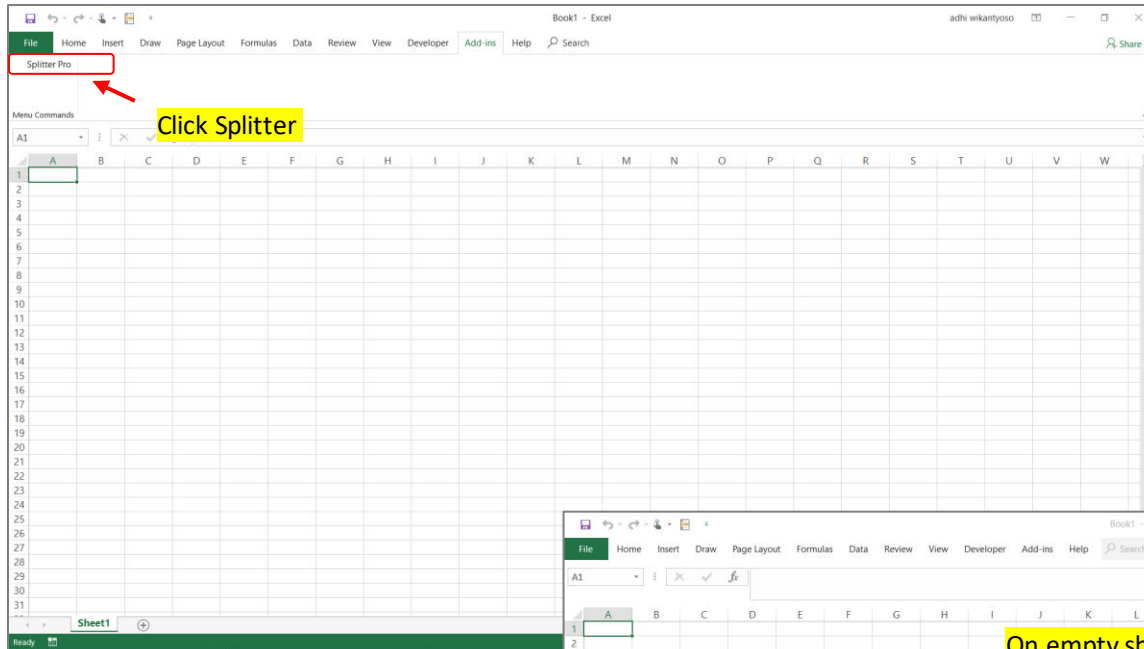 Book1 - Excel
adhi wikantyoso
File Home Insert Draw Page Layout Formulas Data Review View Developer Add-ins Help Search
Share
Splitter Pro
Menu Commands
Click Splitter
A1
A B C D E F G H I J K L M N O P Q R S T U V W
1
2
3
4
5
6
7
8
9
10
11
12
13
14
15
16
17
18
19
20
21
22
23
24
25
26
27
28
29
30
31
Sheet1
Ready
Book1 -
File Home Insert Draw Page Layout Formulas Data Review View Developer Add-ins Help Search
A1 fx
A B C D E F G H I J K L
1
2
On empty sh